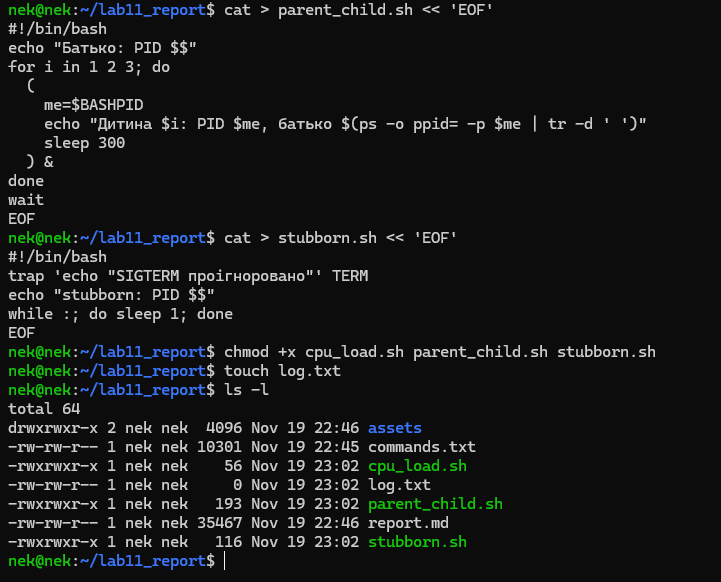 nek@nek:~/lab11_report$ cat > parent_child.sh << 'EOF'
#!/bin/bash
echo "Батько: PID $$"
for i in 1 2 3; do
  (
    me=$BASHPID
    echo "Дитина $i: PID $me, батько $(ps -o ppid= -p $me | tr -d ' ')"
    sleep 300
  ) &
done
wait
EOF
nek@nek:~/lab11_report$ cat > stubborn.sh << 'EOF'
#!/bin/bash
trap 'echo "SIGTERM проігноровано"' TERM
echo "stubborn: PID $$"
while :; do sleep 1; done
EOF
nek@nek:~/lab11_report$ chmod +x cpu_load.sh parent_child.sh stubborn.sh
nek@nek:~/lab11_report$ touch log.txt
nek@nek:~/lab11_report$ ls -l
total 64
drwxrwxr-x 2 nek nek  4096 Nov 19 22:46 assets
-rw-rw-r-- 1 nek nek 10301 Nov 19 22:45 commands.txt
-rwxrwxr-x 1 nek nek    56 Nov 19 23:02 cpu_load.sh
-rw-rw-r-- 1 nek nek     0 Nov 19 23:02 log.txt
-rwxrwxr-x 1 nek nek   193 Nov 19 23:02 parent_child.sh
-rw-rw-r-- 1 nek nek 35467 Nov 19 22:46 report.md
-rwxrwxr-x 1 nek nek   116 Nov 19 23:02 stubborn.sh
nek@nek:~/lab11_report$